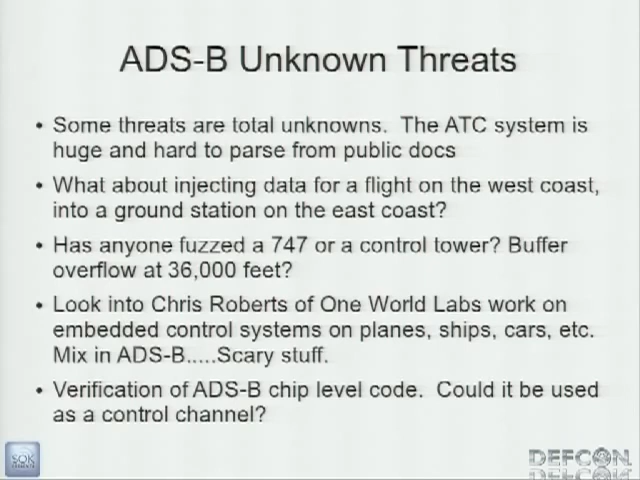 ADS-B Unknown Threats
• Some threats are total unknowns. The ATC system is
huge and hard to parse from public docs
• What about injecting data for a flight on the west coast,
into a ground station on the east coast?
• Has anyone fuzzed a 747 or a control tower? Buffer
overflow at 36,000 feet?
• Look into Chris Roberts of One World Labs work on
embedded control systems on planes, ships, cars, etc.
Mix in ADS-B.....Scary stuff.
• Verification of ADS-B chip level code. Could it be used
as a control channel?
SOK
DEFCON